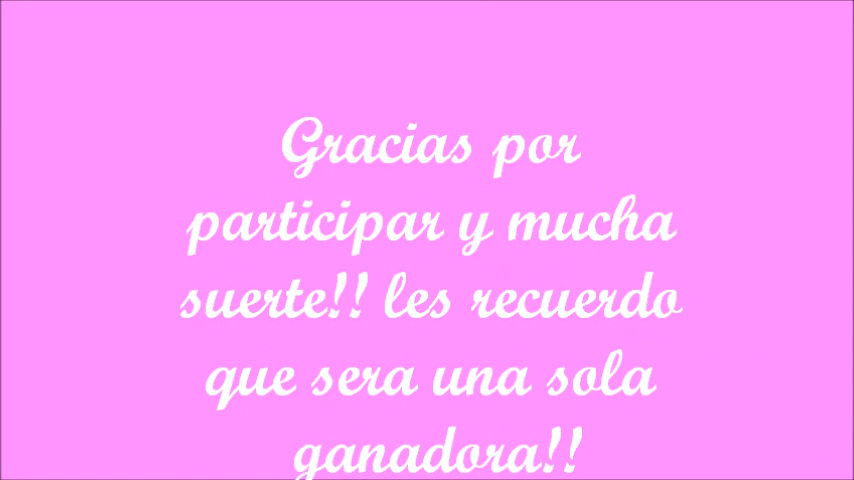 Gracias por
participar y mucha
suerte!! les recuerdo
que sera una sola
ganadora!!